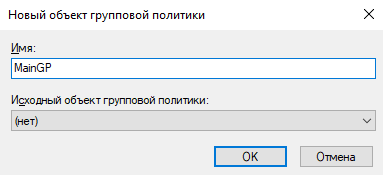 Новый объект групповой политики
Имя:
MainGP
Исходный объект групповой политики:
(нет)
OK
Отмена